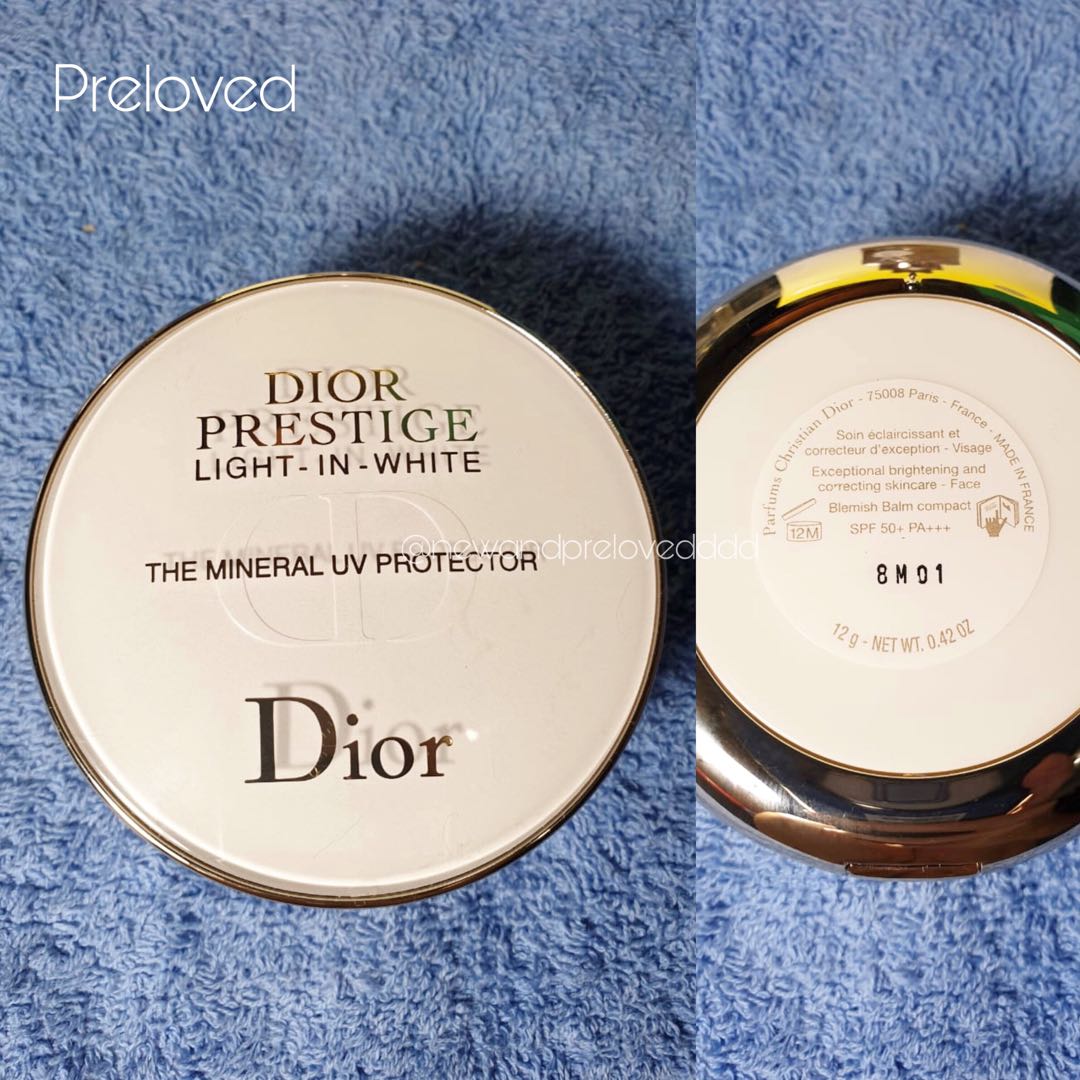 Preloved
DIOR
PRESTIGE
LIGHT-IN-WHITE
THE MINERAL UV PROTECTOR
Dior
@newandprelovedddd
Parfums Christian Dior - 75008 Paris - France - MADE IN FRANCE
Soin éclaircissant et
correcteur d'exception - Visage
Exceptional brightening and
correcting skincare - Face
Blemish Balm compact
SPF 50+ PA+++
12M
8M01
12 g - NET WT. 0.42 OZ